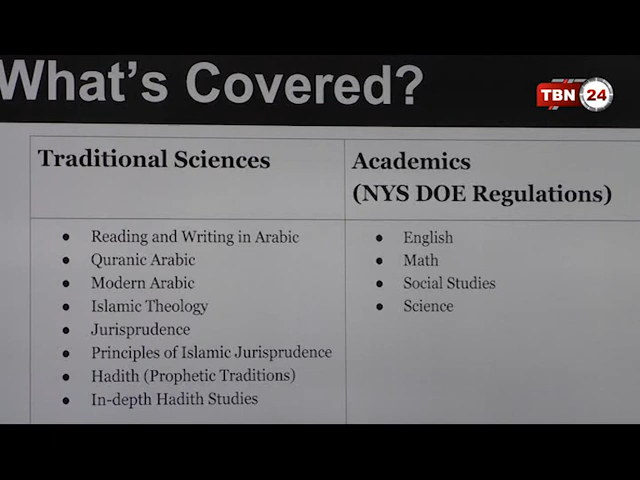 What's Covered?
TBN 24
Traditional Sciences
Academics
(NYS DOE Regulations)
• Reading and Writing in Arabic
• Quranic Arabic
• Modern Arabic
• Islamic Theology
• Jurisprudence
• Principles of Islamic Jurisprudence
• Hadith (Prophetic Traditions)
• In-depth Hadith Studies
• English
• Math
• Social Studies
• Science